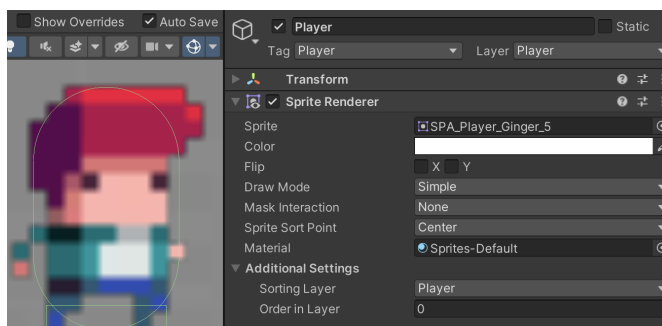 Show Overrides Auto Save
Player Static
Tag Player Layer Player
Transform
Sprite Renderer
Sprite SPA_Player_Ginger_5
Color
Flip X Y
Draw Mode Simple
Mask Interaction None
Sprite Sort Point Center
Material Sprites-Default
Additional Settings
Sorting Layer Player
Order in Layer 0